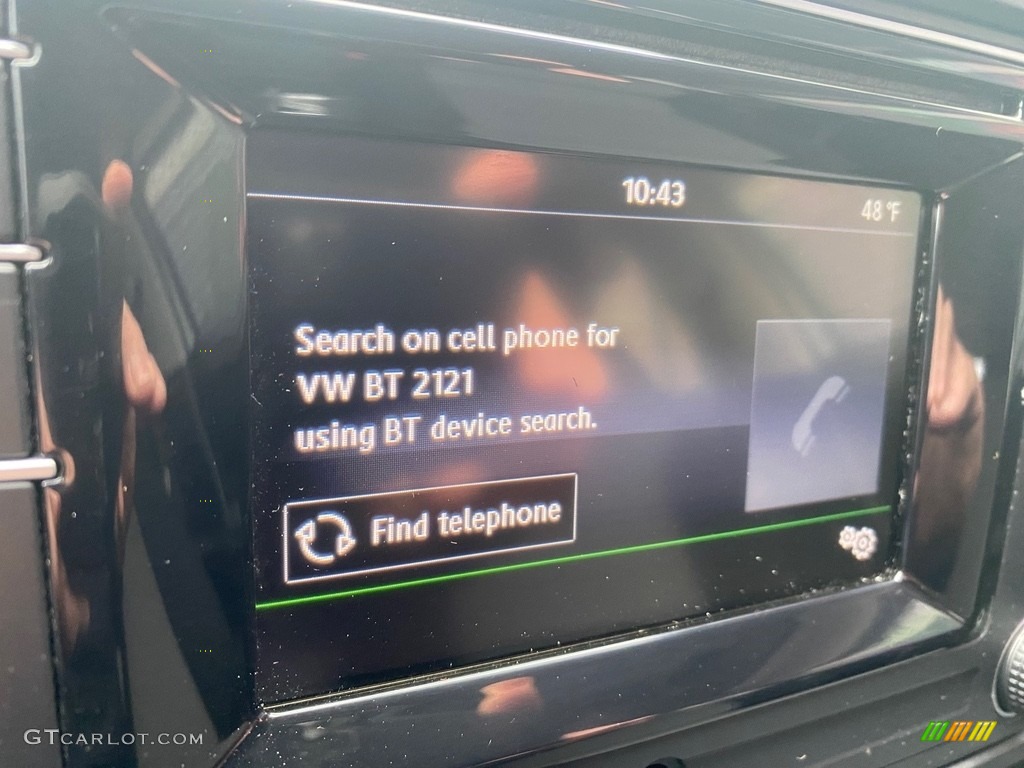 10:43
48 °F
Search on cell phone for
VW BT 2121
using BT device search.
Find telephone
GTCARLOT.COM